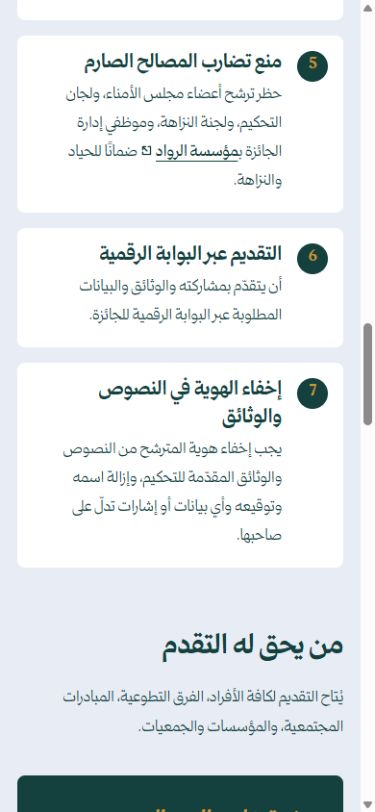 5
منع تضارب المصالح الصارم
حظر ترشح أعضاء مجلس الأمناء، ولجان
التحكيم، ولجنة النزاهة، وموظفي إدارة
الجائزة بمؤسسة الرواد ضمانًا للحياد
والنزاهة.
6
التقديم عبر البوابة الرقمية
أن يتقدّم بمشاركته والوثائق والبيانات
المطلوبة عبر البوابة الرقمية للجائزة.
7
إخفاء الهوية في النصوص
والوثائق
يجب إخفاء هوية المترشح من النصوص
والوثائق المقدّمة للتحكيم، وإزالة اسمه
وتوقيعه وأي بيانات أو إشارات تدلّ على
صاحبها.
من يحق له التقدم
يُتاح التقديم لكافة الأفراد، الفرق التطوعية، المبادرات
المجتمعية، والمؤسسات والجمعيات.